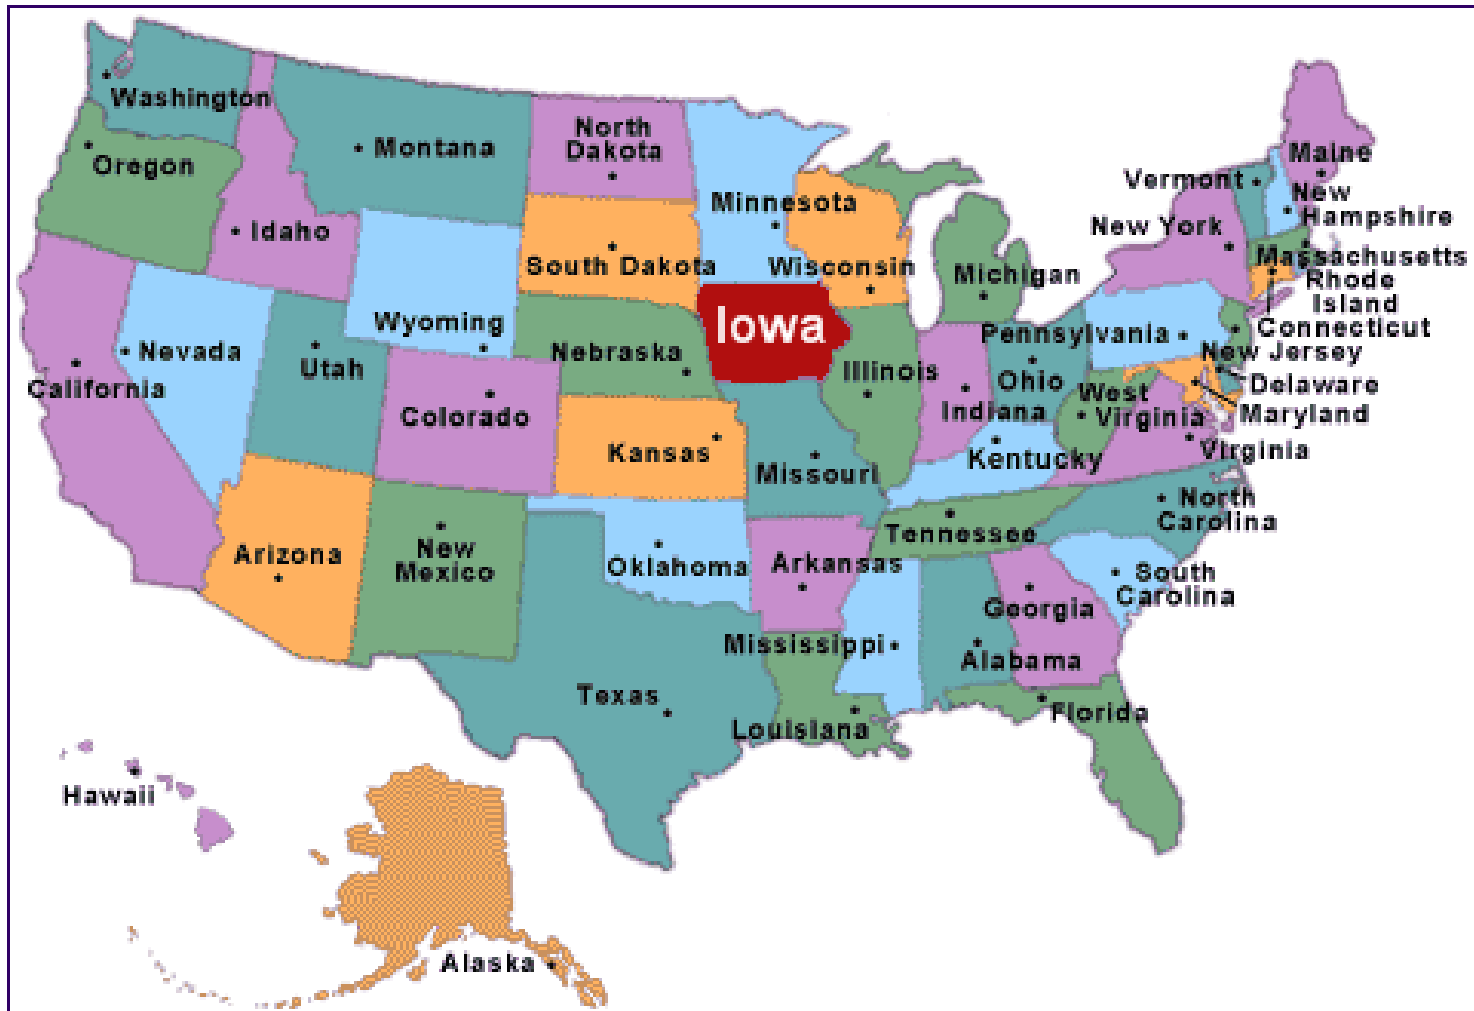 Washington
Montana
North
Dakota
Minnesota
Maine
Vermont
New
Hampshire
Oregon
Idaho
South Dakota
Wisconsin
Michigan
New York
Massachusetts
Rhode
Island
Connecticut
Wyoming
Iowa
Pennsylvania
New Jersey
Nevada
Utah
Nebraska
Illinois
Indiana
Ohio
West
Virginia
Delaware
Maryland
California
Colorado
Kansas
Missouri
Kentucky
Virginia
Arizona
New
Mexico
Oklahoma
Arkansas
Tennessee
North
Carolina
South
Carolina
Georgia
Mississippi
Alabama
Texas
Louisiana
Florida
Hawaii
Alaska